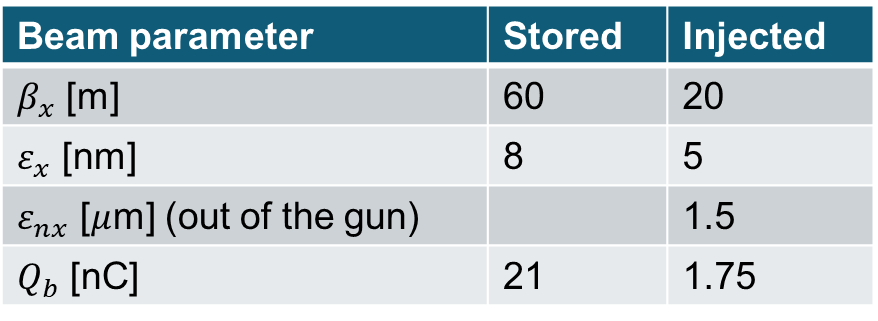 Beam parameter Stored Injected
βx [m] 60 20
εx [nm] 8 5
εnx [μm] (out of the gun) 1.5
Qb [nC] 21 1.75